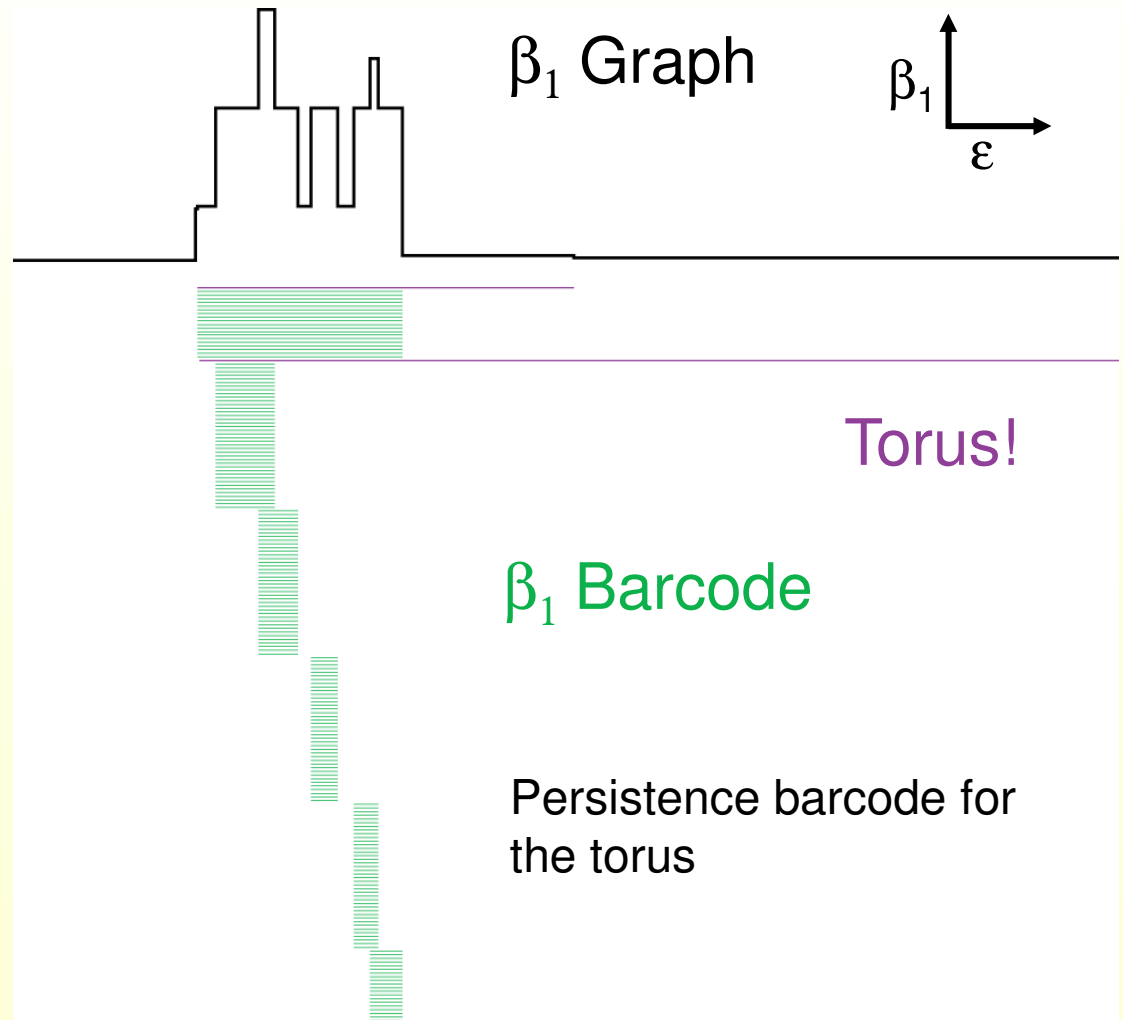 β₁ Graph
β₁
ε
Torus!
β₁ Barcode
Persistence barcode for
the torus